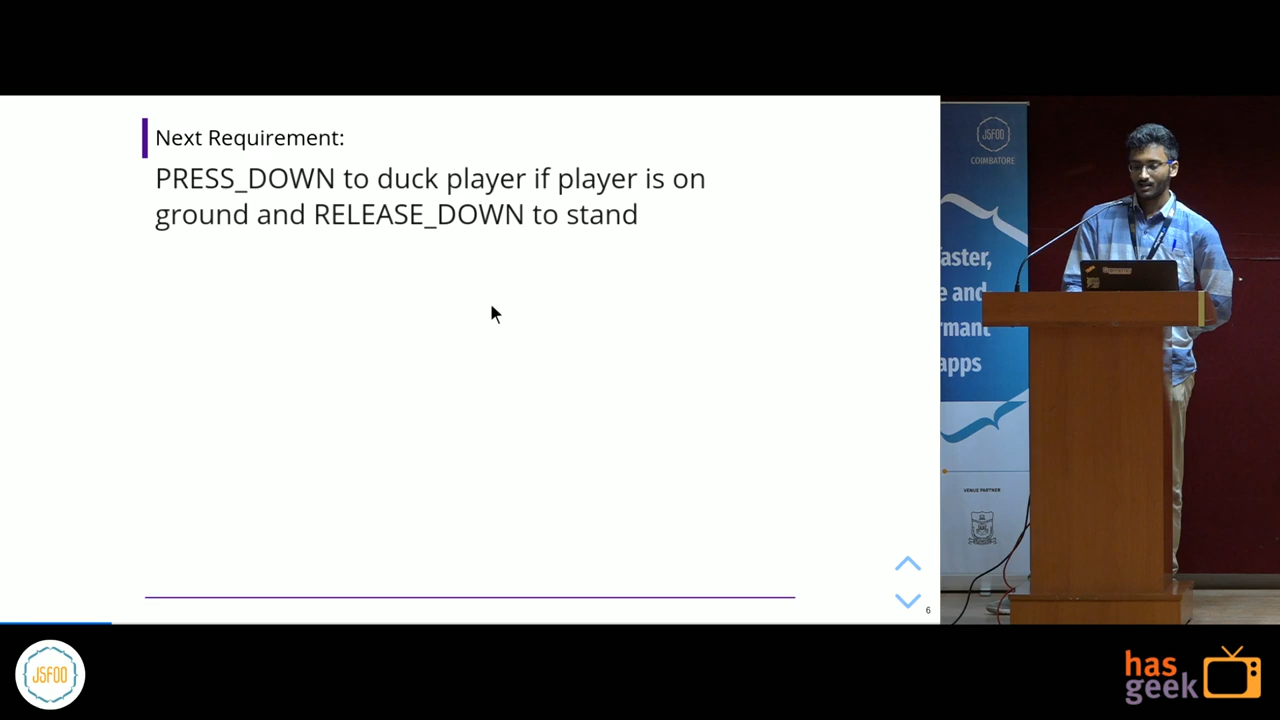 Next Requirement:
PRESS_DOWN to duck player if player is on
ground and RELEASE_DOWN to stand
6
JSFOO
COIMBATORE
faster,
e and
rmant
apps
VENUE PARTNER
JSFOO
has
geek